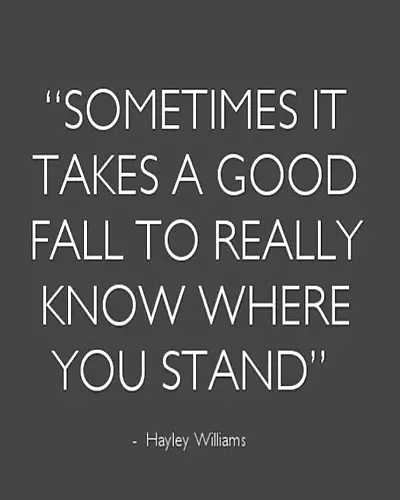 “SOMETIMES IT
TAKES A GOOD
FALL TO REALLY
KNOW WHERE
YOU STAND”
- Hayley Williams